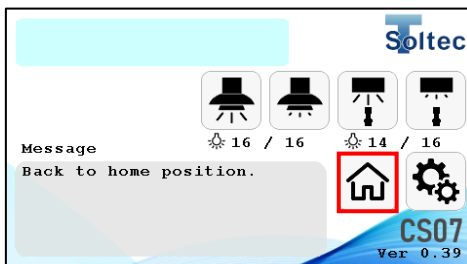 Soltec
16 / 16
14 / 16
Message
Back to home position.
CS07
Ver 0.39